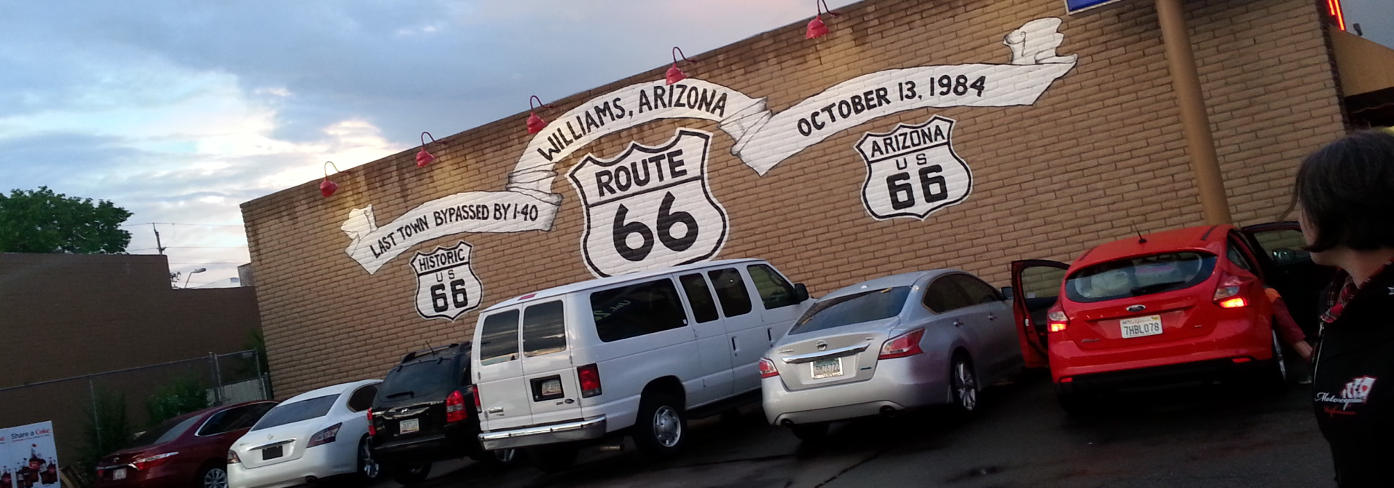 LAST TOWN BYPASSED BY I-40
WILLIAMS, ARIZONA
OCTOBER 13, 1984
HISTORIC
US
66
ROUTE
66
ARIZONA
US
66
7HBL078
Share a Coke
Motorcy